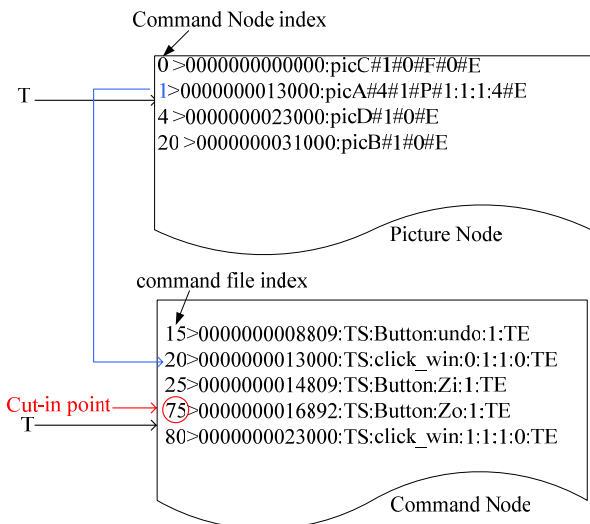 Command Node index
0 >0000000000000:picC#1#0#F#0#E
1>0000000013000:picA#4#1#P#1:1:1:4#E
T
4 >0000000023000:picD#1#0#E
20 >0000000031000:picB#1#0#E
Picture Node
command file index
15>0000000008809:TS:Button:undo:1:TE
20>0000000013000:TS:click_win:0:1:1:0:TE
25>0000000014809:TS:Button:Zi:1:TE
Cut-in point
75>0000000016892:TS:Button:Zo:1:TE
T
80>0000000023000:TS:click_win:1:1:1:0:TE
Command Node